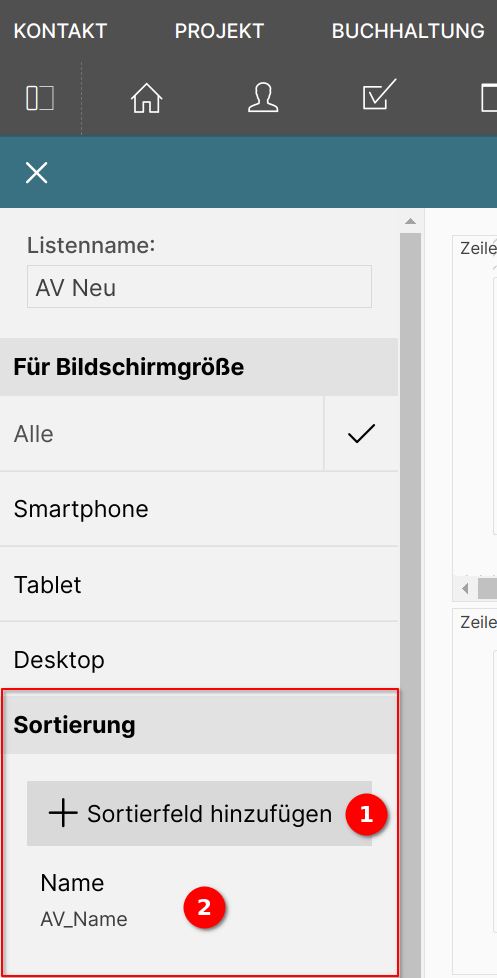 KONTAKT PROJEKT BUCHHALTUNG
Listenname:
AV Neu
Für Bildschirmgröße
Alle
Smartphone
Tablet
Desktop
Sortierung
Sortierfeld hinzufügen 1
Name
AV_Name
2
Zeile
Zeile